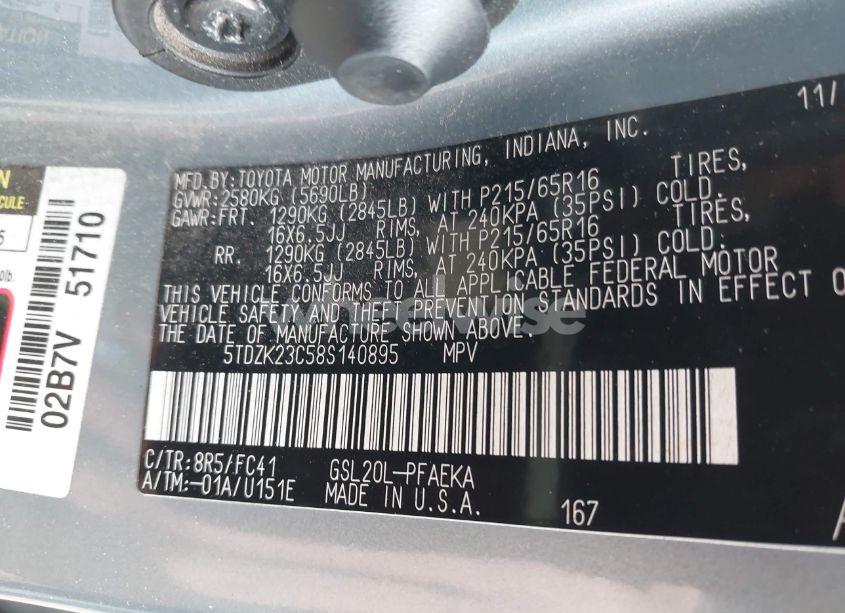 11/
MFD.BY:TOYOTA MOTOR MANUFACTURING, INDIANA, INC.
GVWR:2580KG (5690LB)
GAWR:FRT. 1290KG (2845LB) WITH P215/65R16 TIRES,
16X6.5JJ RIMS, AT 240KPA (35PSI) COLD.
RR. 1290KG (2845LB) WITH P215/65R16 TIRES,
16X6.5JJ RIMS, AT 240KPA (35PSI) COLD.
THIS VEHICLE CONFORMS TO ALL APPLICABLE FEDERAL MOTOR
VEHICLE SAFETY AND THEFT PREVENTION STANDARDS IN EFFECT O
THE DATE OF MANUFACTURE SHOWN ABOVE.
5TDZK23C58S140895 MPV
C/TR:8R5/FC41 GSL20L-PFAEKA
A/TM:-01A/U151E MADE IN U.S.A. 167
A
02B7V 51710
N
CULE
5
olb.
wheelwise